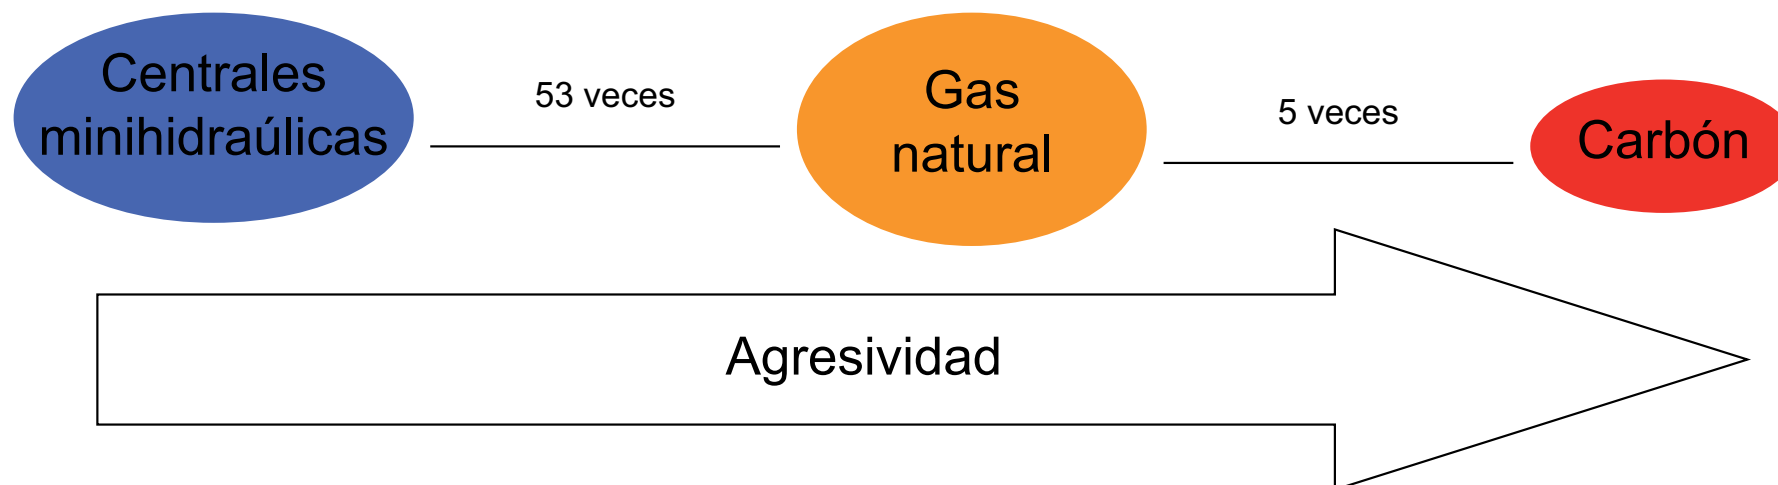 Centrales
minihidraúlicas
53 veces
Gas
natural
5 veces
Carbón
Agresividad